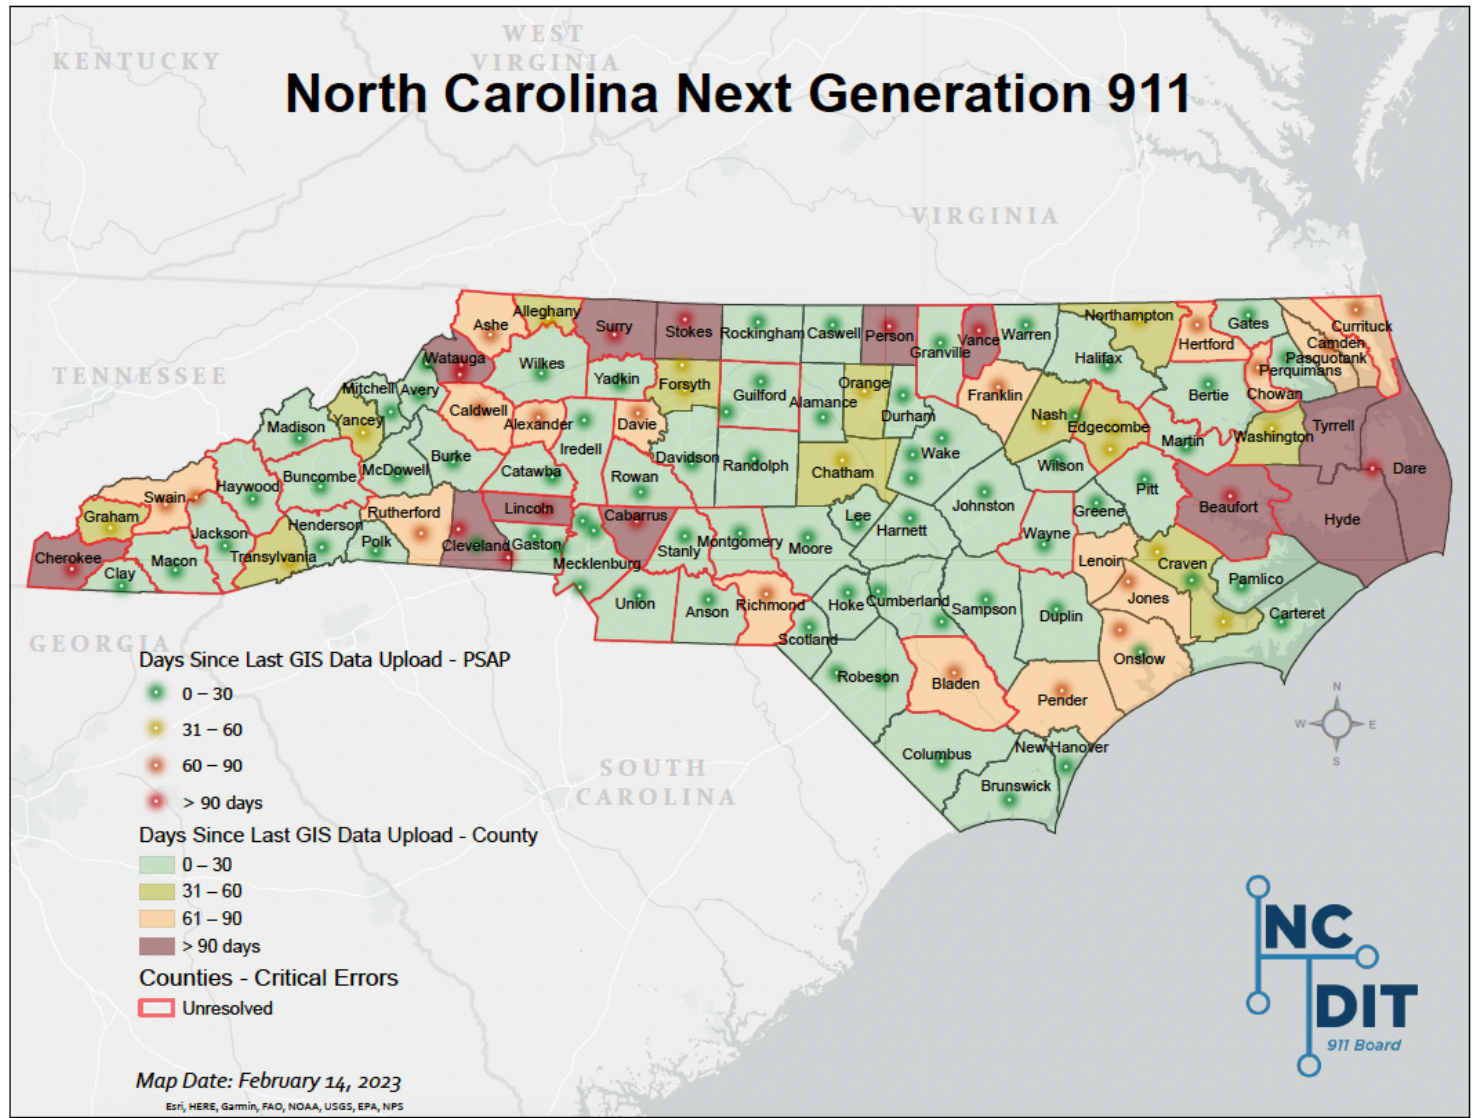 KENTUCKY
WEST
VIRGINIA
North Carolina Next Generation 911
VIRGINIA
TENNESSEE
GEORGIA
SOUTH
CAROLINA
Ashe
Alleghany
Surry
Stokes
Rockingham
Caswell
Person
Granville
Vance
Warren
Northampton
Hertford
Gates
Currituck
Camden
Pasquotank
Perquimans
Chowan
Watauga
Wilkes
Yadkin
Forsyth
Guilford
Alamance
Orange
Durham
Franklin
Halifax
Bertie
Mitchell
Avery
Caldwell
Alexander
Davie
Nash
Edgecombe
Martin
Washington
Tyrrell
Dare
Madison
Yancey
Burke
Iredell
Davidson
Randolph
Chatham
Wake
Wilson
Pitt
Beaufort
Hyde
Swain
Haywood
Buncombe
McDowell
Catawba
Rowan
Johnston
Greene
Graham
Jackson
Henderson
Rutherford
Lincoln
Cabarrus
Lee
Harnett
Wayne
Cherokee
Clay
Macon
Transylvania
Polk
Cleveland
Gaston
Mecklenburg
Stanly
Montgomery
Moore
Lenoir
Craven
Pamlico
Jones
Carteret
Union
Anson
Richmond
Scotland
Hoke
Cumberland
Sampson
Duplin
Onslow
Robeson
Bladen
Pender
Columbus
New Hanover
Brunswick
Days Since Last GIS Data Upload - PSAP
0 – 30
31 – 60
60 – 90
> 90 days
Days Since Last GIS Data Upload - County
0 – 30
31 – 60
61 – 90
> 90 days
Counties - Critical Errors
Unresolved
Map Date: February 14, 2023
Esri, HERE, Garmin, FAO, NOAA, USGS, EPA, NPS
N
W
E
S
NC
DIT
911 Board